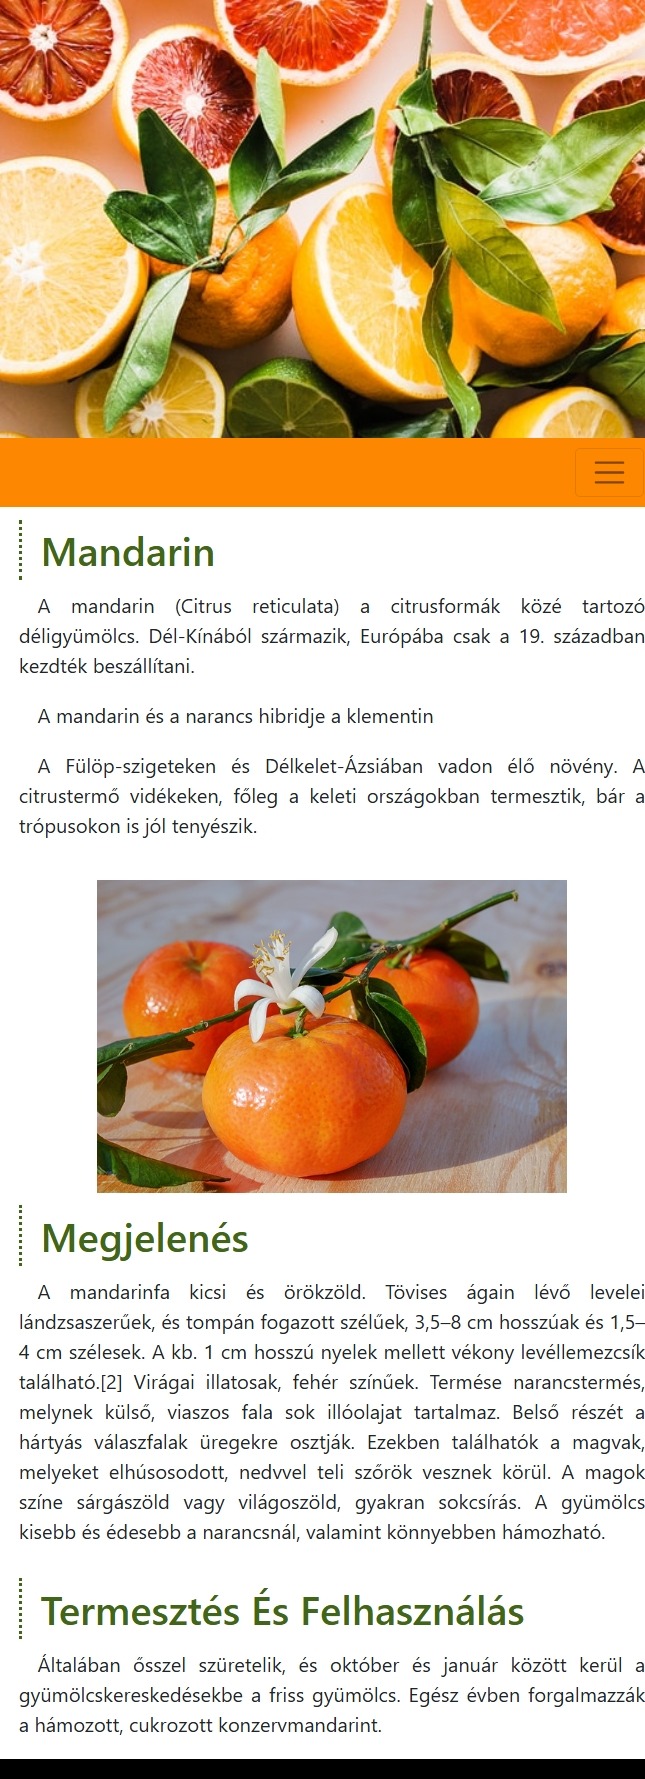 Mandarin
A mandarin (Citrus reticulata) a citrusformák közé tartozó
déligyümölcs. Dél-Kínából származik, Európába csak a 19. században
kezdték beszállítani.
A mandarin és a narancs hibridje a klementin
A Fülöp-szigeteken és Délkelet-Ázsiában vadon élő növény. A
citrustermő vidékeken, főleg a keleti országokban termesztik, bár a
trópusokon is jól tenyészik.
Megjelenés
A mandarinfa kicsi és örökzöld. Tövises ágain lévő levelei
lándzsaszerűek, és tompán fogazott szélűek, 3,5–8 cm hosszúak és 1,5–
4 cm szélesek. A kb. 1 cm hosszú nyelek mellett vékony levéllemezcsík
található.[2] Virágai illatosak, fehér színűek. Termése narancstermés,
melynek külső, viaszos fala sok illóolajat tartalmaz. Belső részét a
hártyás válaszfalak üregekre osztják. Ezekben találhatók a magvak,
melyeket elhúsosodott, nedvvel teli szőrök vesznek körül. A magok
színe sárgászöld vagy világoszöld, gyakran sokcsírás. A gyümölcs
kisebb és édesebb a narancsnál, valamint könnyebben hámozható.
Termesztés És Felhasználás
Általában ősszel szüretelik, és október és január között kerül a
gyümölcskereskedésekbe a friss gyümölcs. Egész évben forgalmazzák
a hámozott, cukrozott konzervmandarint.